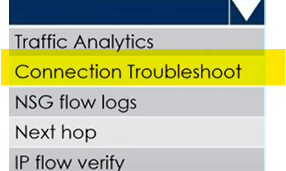 Traffic Analytics
Connection Troubleshoot
NSG flow logs
Next hop
IP flow verify